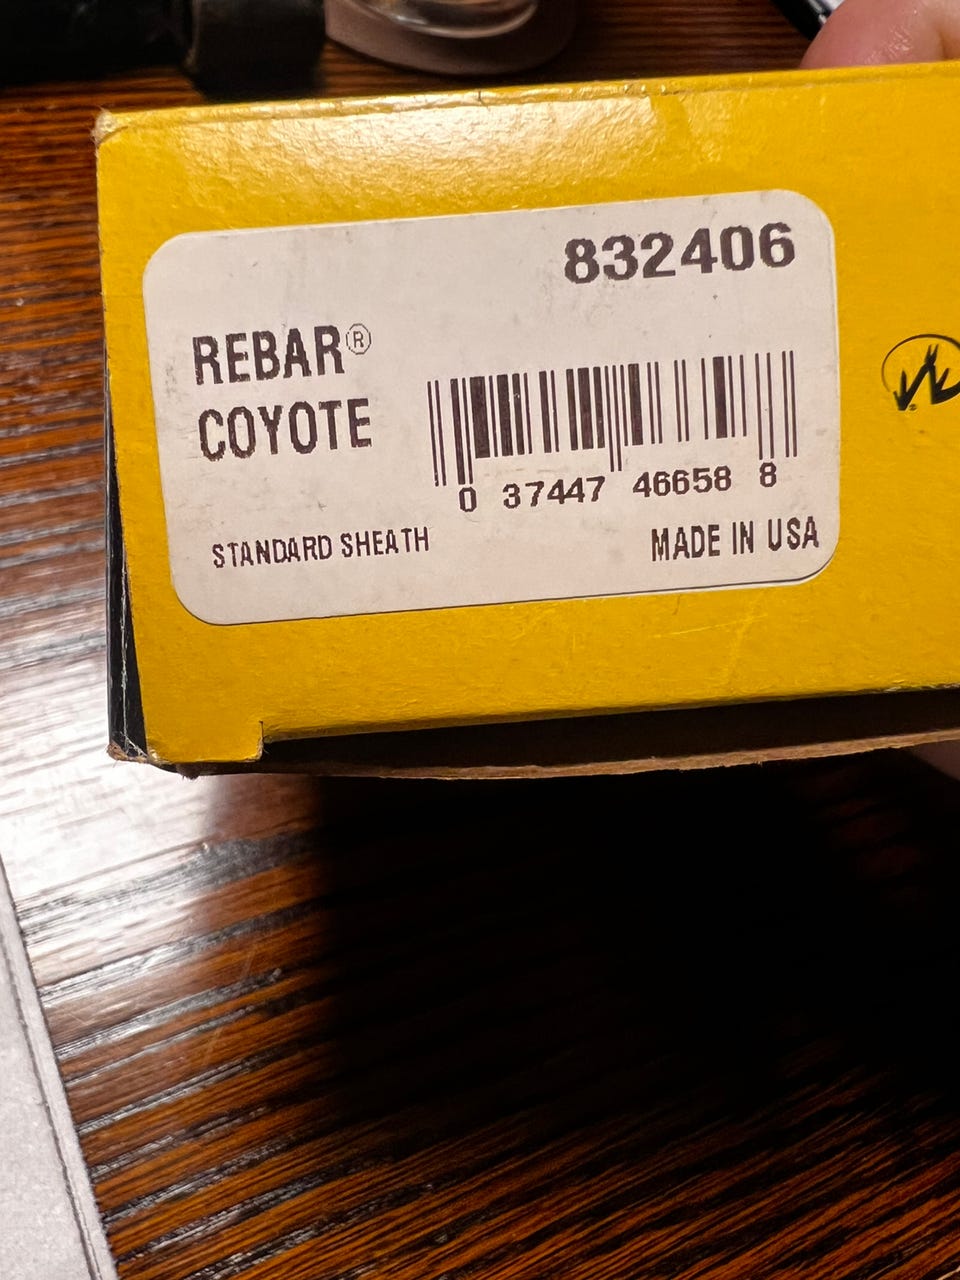 832406
REBAR®
COYOTE
0 37447 46658 8
STANDARD SHEATH
MADE IN USA